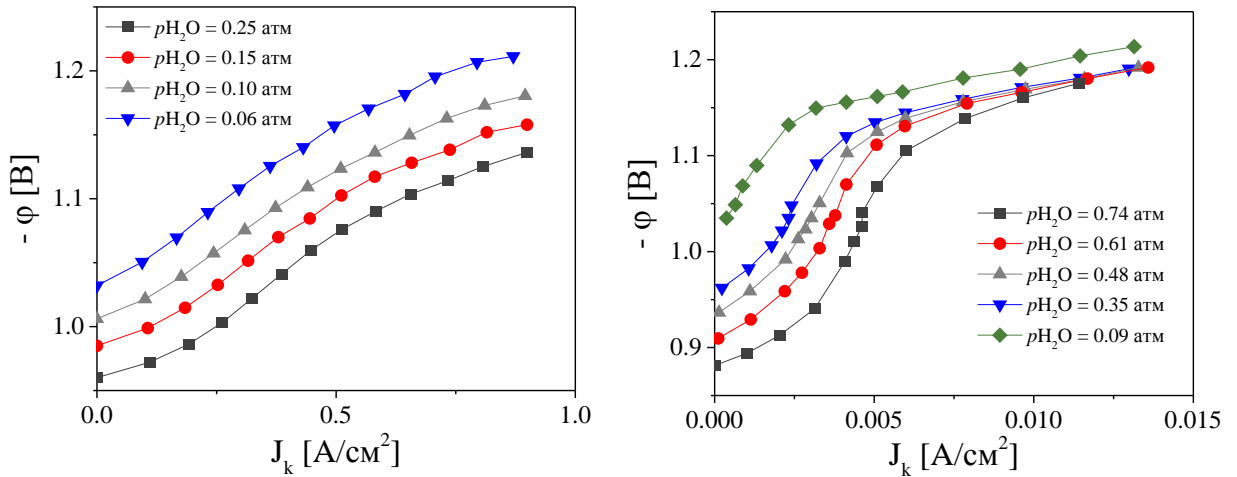 pH₂O = 0.25 атм
pH₂O = 0.15 атм
pH₂O = 0.10 атм
pH₂O = 0.06 атм
1.2
1.1
1.0
- φ [В]
0.0 0.5 1.0
Jₖ [А/см²]
1.2
1.1
1.0
0.9
- φ [В]
pH₂O = 0.74 атм
pH₂O = 0.61 атм
pH₂O = 0.48 атм
pH₂O = 0.35 атм
pH₂O = 0.09 атм
0.000 0.005 0.010 0.015
Jₖ [А/см²]